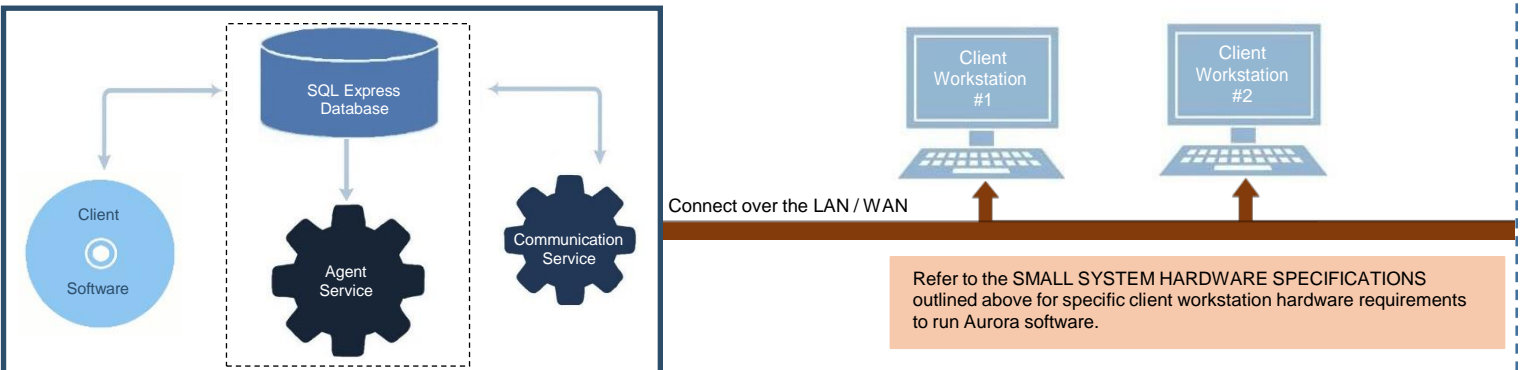 SQL Express
Database
Client
Software
Agent
Service
Communication
Service
Connect over the LAN / WAN
Client
Workstation
#1
Client
Workstation
#2
Refer to the SMALL SYSTEM HARDWARE SPECIFICATIONS
outlined above for specific client workstation hardware requirements
to run Aurora software.